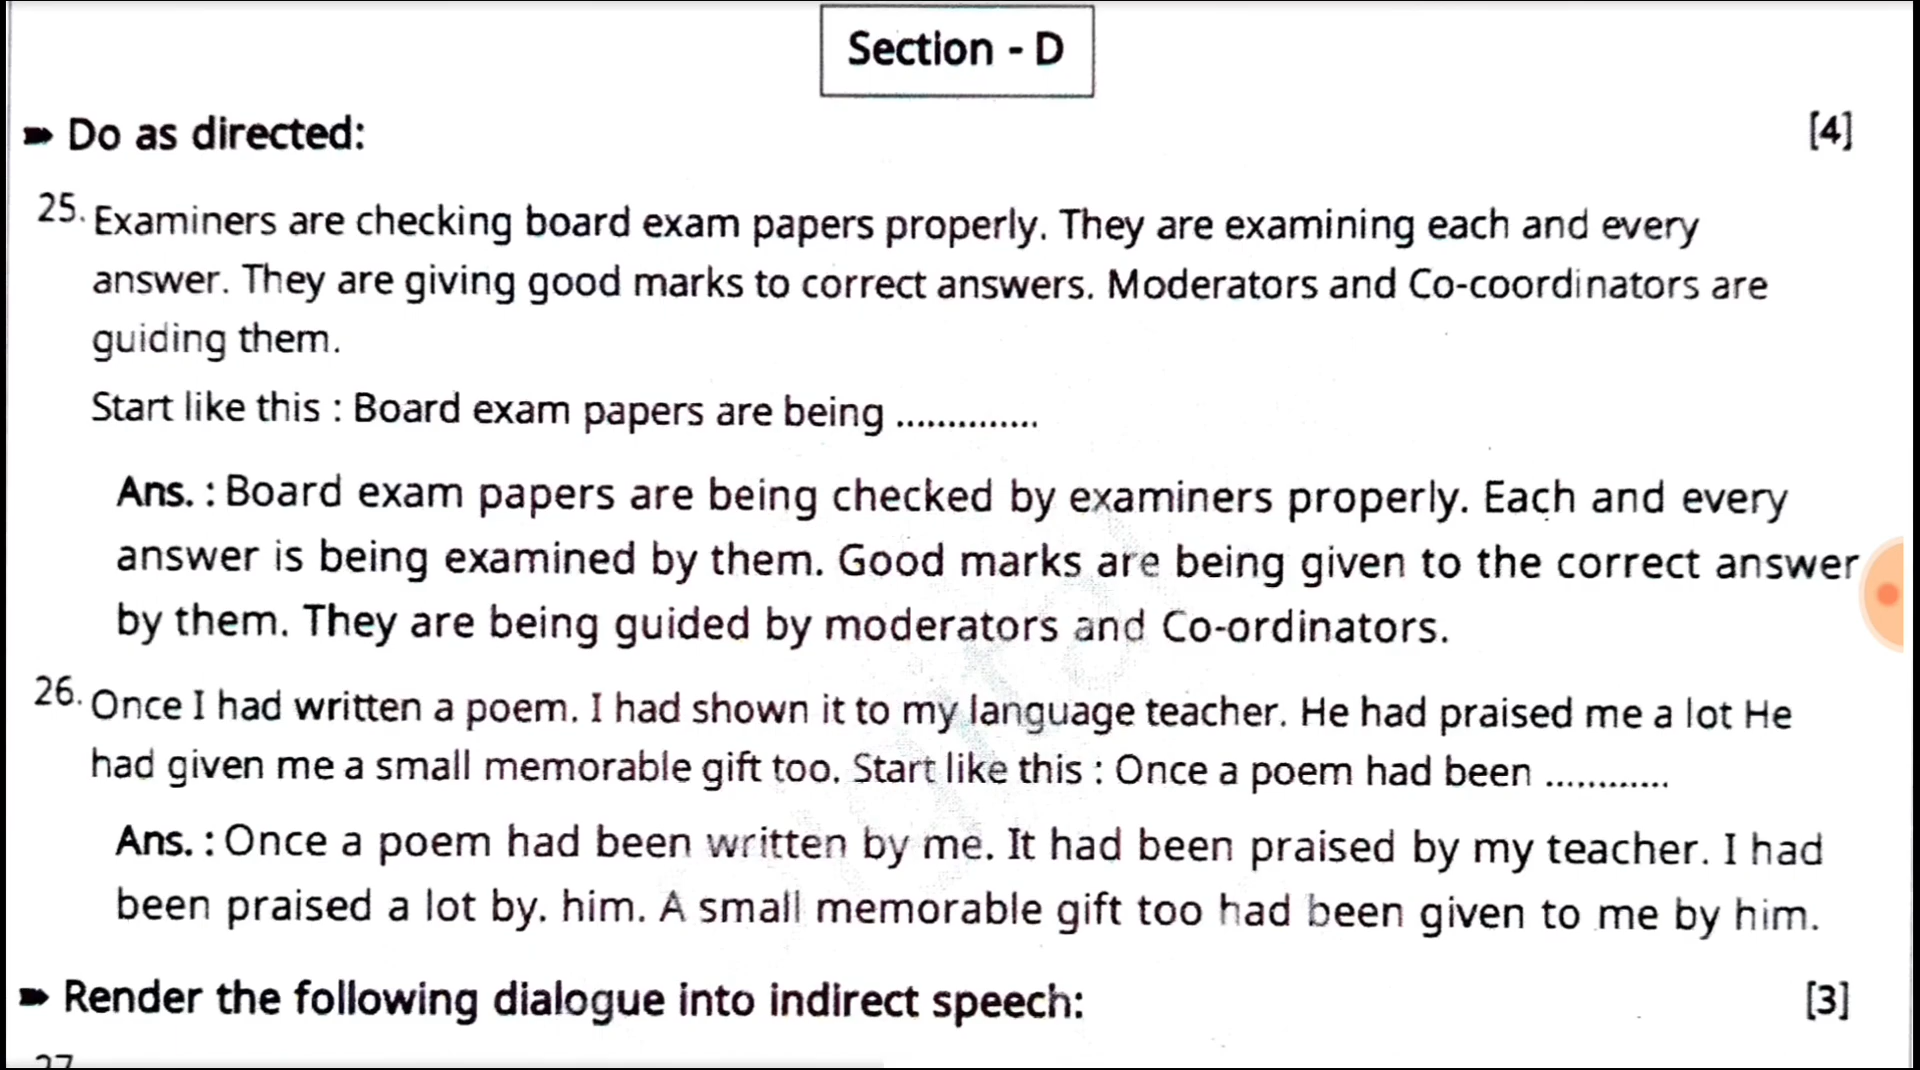 Section - D
➠ Do as directed: [4]
25. Examiners are checking board exam papers properly. They are examining each and every
answer. They are giving good marks to correct answers. Moderators and Co-coordinators are
guiding them.
Start like this : Board exam papers are being ..............
Ans. : Board exam papers are being checked by examiners properly. Each and every
answer is being examined by them. Good marks are being given to the correct answer
by them. They are being guided by moderators and Co-ordinators.
26. Once I had written a poem. I had shown it to my language teacher. He had praised me a lot He
had given me a small memorable gift too. Start like this : Once a poem had been ............
Ans. : Once a poem had been written by me. It had been praised by my teacher. I had
been praised a lot by. him. A small memorable gift too had been given to me by him.
➠ Render the following dialogue into indirect speech: [3]
27